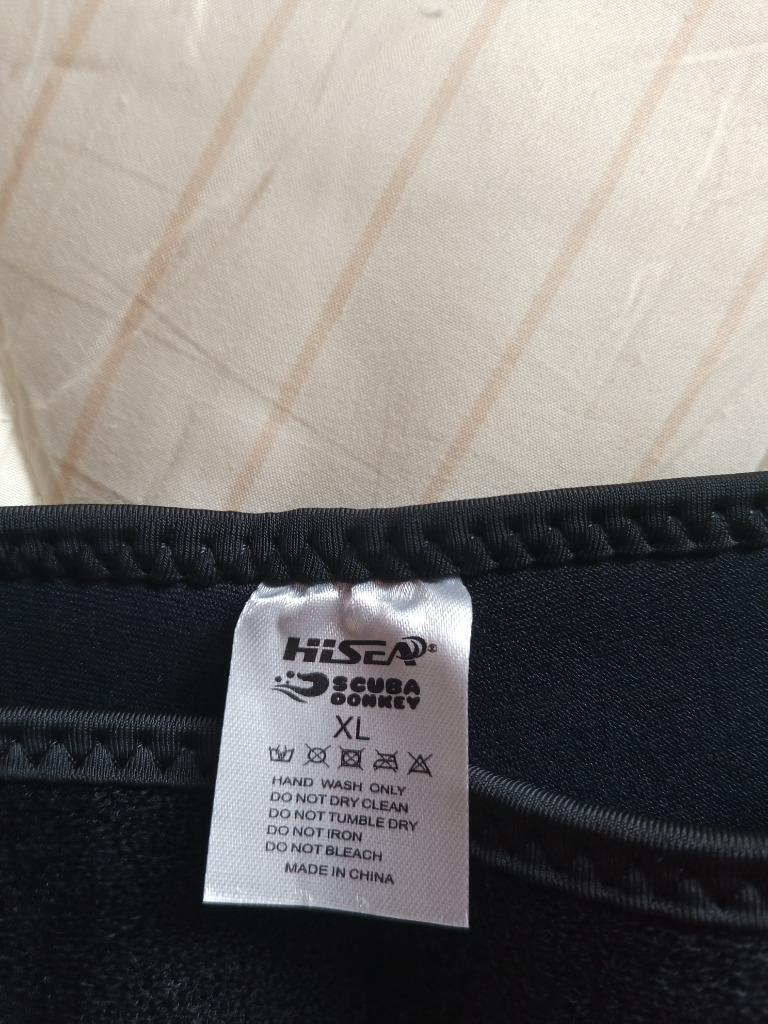 HiSEA®
SCUBA
DONKEY
XL
HAND WASH ONLY
DO NOT DRY CLEAN
DO NOT TUMBLE DRY
DO NOT IRON
DO NOT BLEACH
MADE IN CHINA